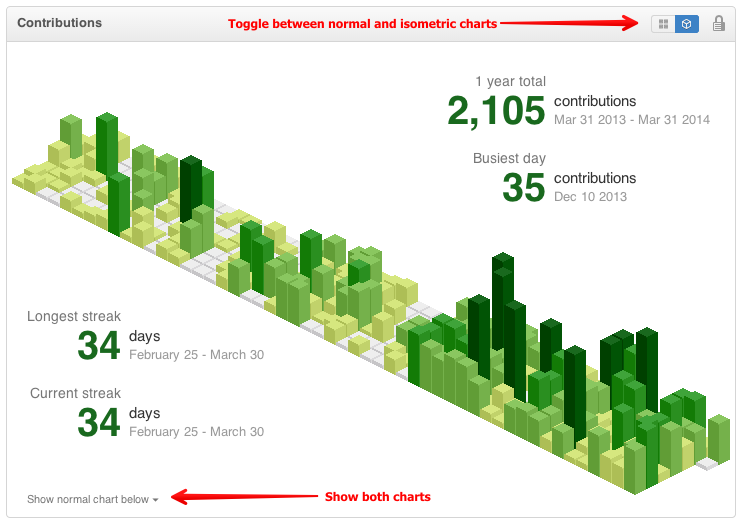 Contributions
Toggle between normal and isometric charts
1 year total
2,105 contributions
Mar 31 2013 - Mar 31 2014
Busiest day
35 contributions
Dec 10 2013
Longest streak
34 days
February 25 - March 30
Current streak
34 days
February 25 - March 30
Show normal chart below
Show both charts